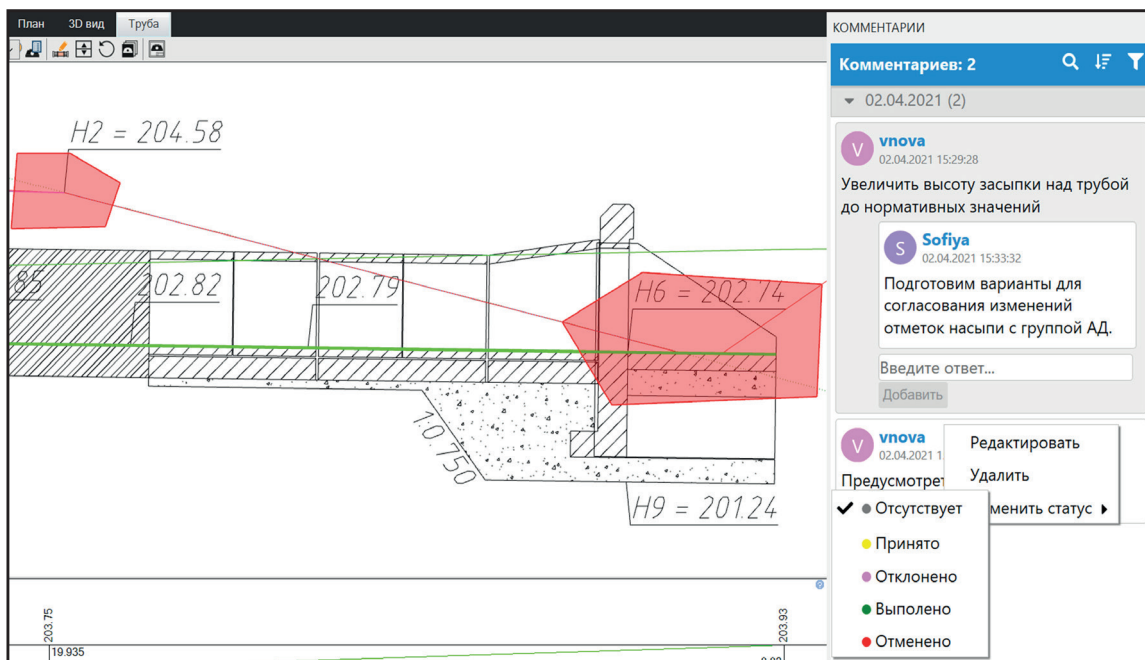 План 3D вид Труба
КОММЕНТАРИИ
Комментариев: 2
02.04.2021 (2)
V vnova
02.04.2021 15:29:28
Увеличить высоту засыпки над трубой
до нормативных значений
S Sofiya
02.04.2021 15:33:32
Подготовим варианты для
согласования изменений
отметок насыпи с группой АД.
Введите ответ...
Добавить
V vnova
02.04.2021 1
Предусмотрет
Редактировать
Удалить
менить статус
Отсутствует
Принято
Отклонено
Выполено
Отменено
H2 = 204.58
85
202.82
202.79
H6 = 202.74
1:0.750
H9 = 201.24
203.75
203.93
19.935